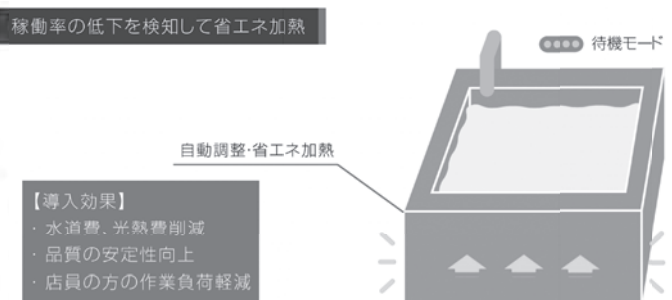 稼働率の低下を検知して省エネ加熱
待機モード
自動調整・省エネ加熱
【導入効果】
・水道費、光熱費削減
・品質の安定性向上
・店員の方の作業負荷軽減